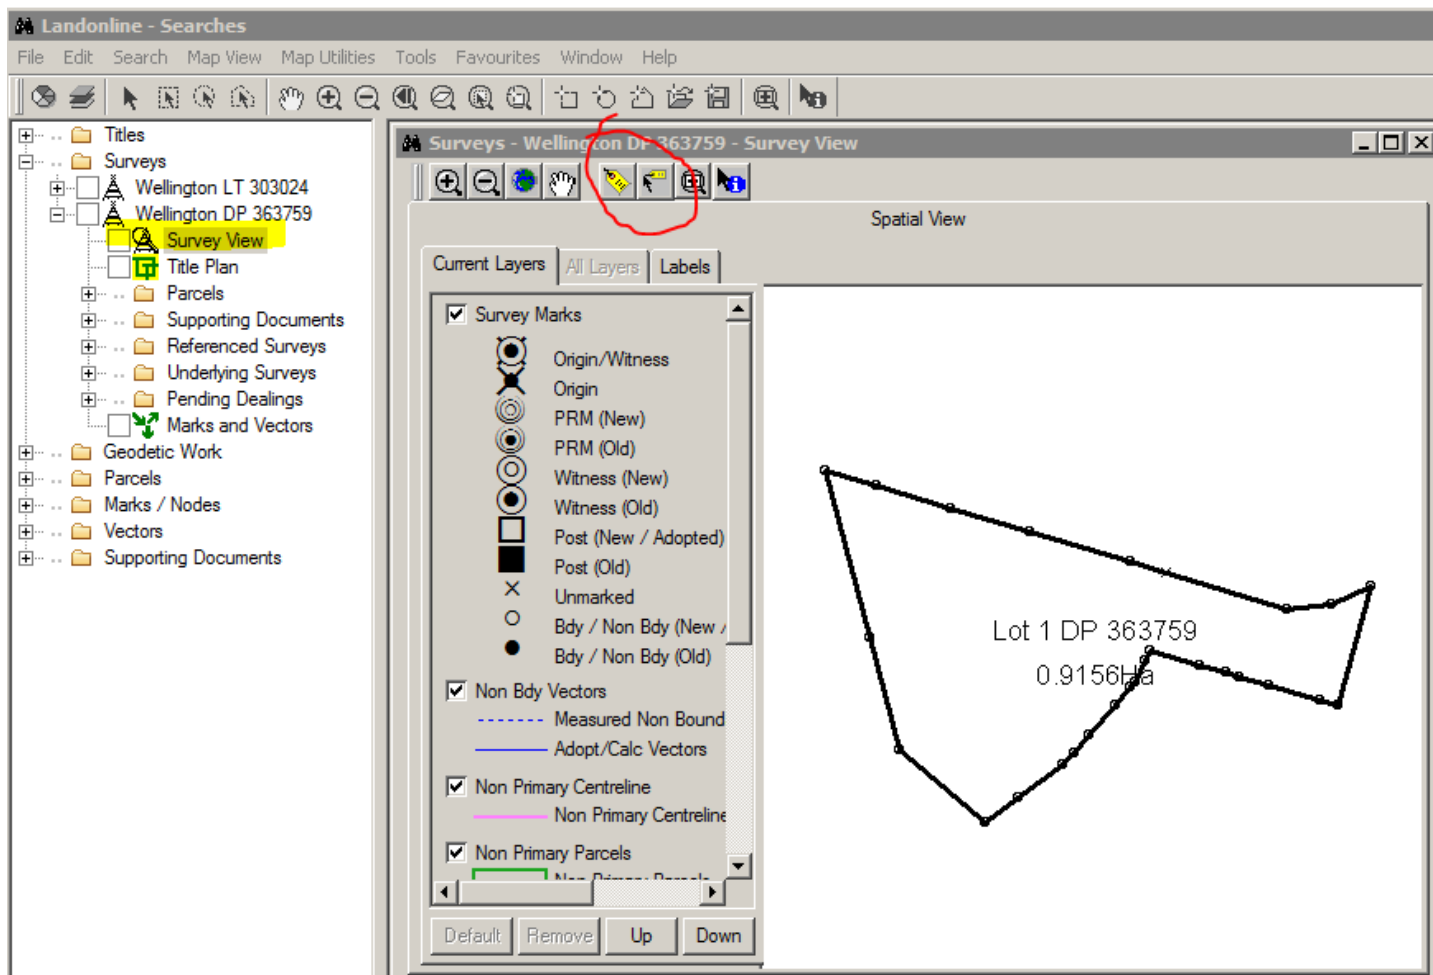 Landonline - Searches
File Edit Search Map View Map Utilities Tools Favourites Window Help
Titles
Surveys
Wellington LT 303024
Wellington DP 363759
Survey View
Title Plan
Parcels
Supporting Documents
Referenced Surveys
Underlying Surveys
Pending Dealings
Marks and Vectors
Geodetic Work
Parcels
Marks / Nodes
Vectors
Supporting Documents
Surveys - Wellington DP 363759 - Survey View
Spatial View
Current Layers All Layers Labels
Survey Marks
Origin/Witness
Origin
PRM (New)
PRM (Old)
Witness (New)
Witness (Old)
Post (New / Adopted)
Post (Old)
Unmarked
Bdy / Non Bdy (New /
Bdy / Non Bdy (Old)
Non Bdy Vectors
Measured Non Bound
Adopt/Calc Vectors
Non Primary Centreline
Non Primary Centreline
Non Primary Parcels
Non Primary Parcels
Default Remove Up Down
Lot 1 DP 363759
0.9156Ha